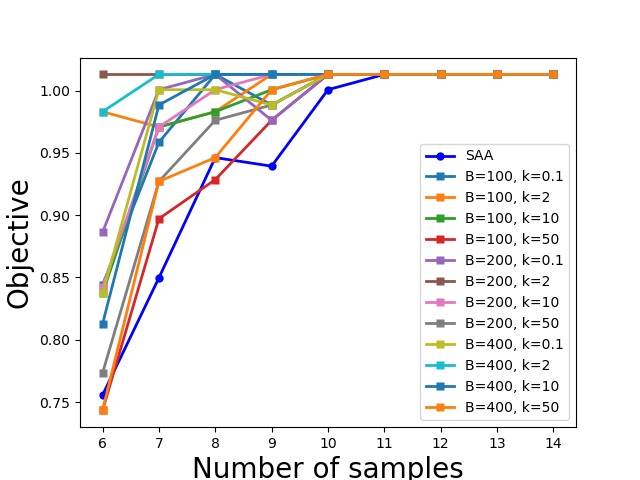 1.00
0.95
0.90
0.85
0.80
0.75
Objective
6 7 8 9 10 11 12 13 14
Number of samples
SAA
B=100, k=0.1
B=100, k=2
B=100, k=10
B=100, k=50
B=200, k=0.1
B=200, k=2
B=200, k=10
B=200, k=50
B=400, k=0.1
B=400, k=2
B=400, k=10
B=400, k=50